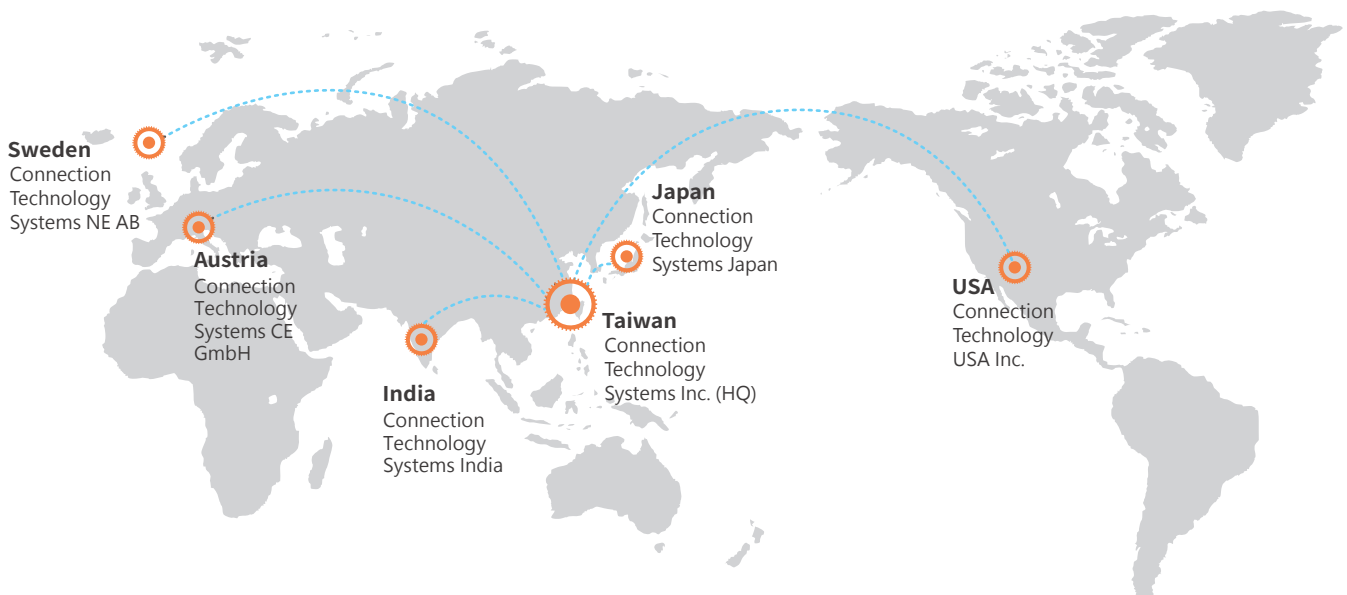 Sweden
Connection
Technology
Systems NE AB
Austria
Connection
Technology
Systems CE
GmbH
India
Connection
Technology
Systems India
Japan
Connection
Technology
Systems Japan
Taiwan
Connection
Technology
Systems Inc. (HQ)
USA
Connection
Technology
USA Inc.